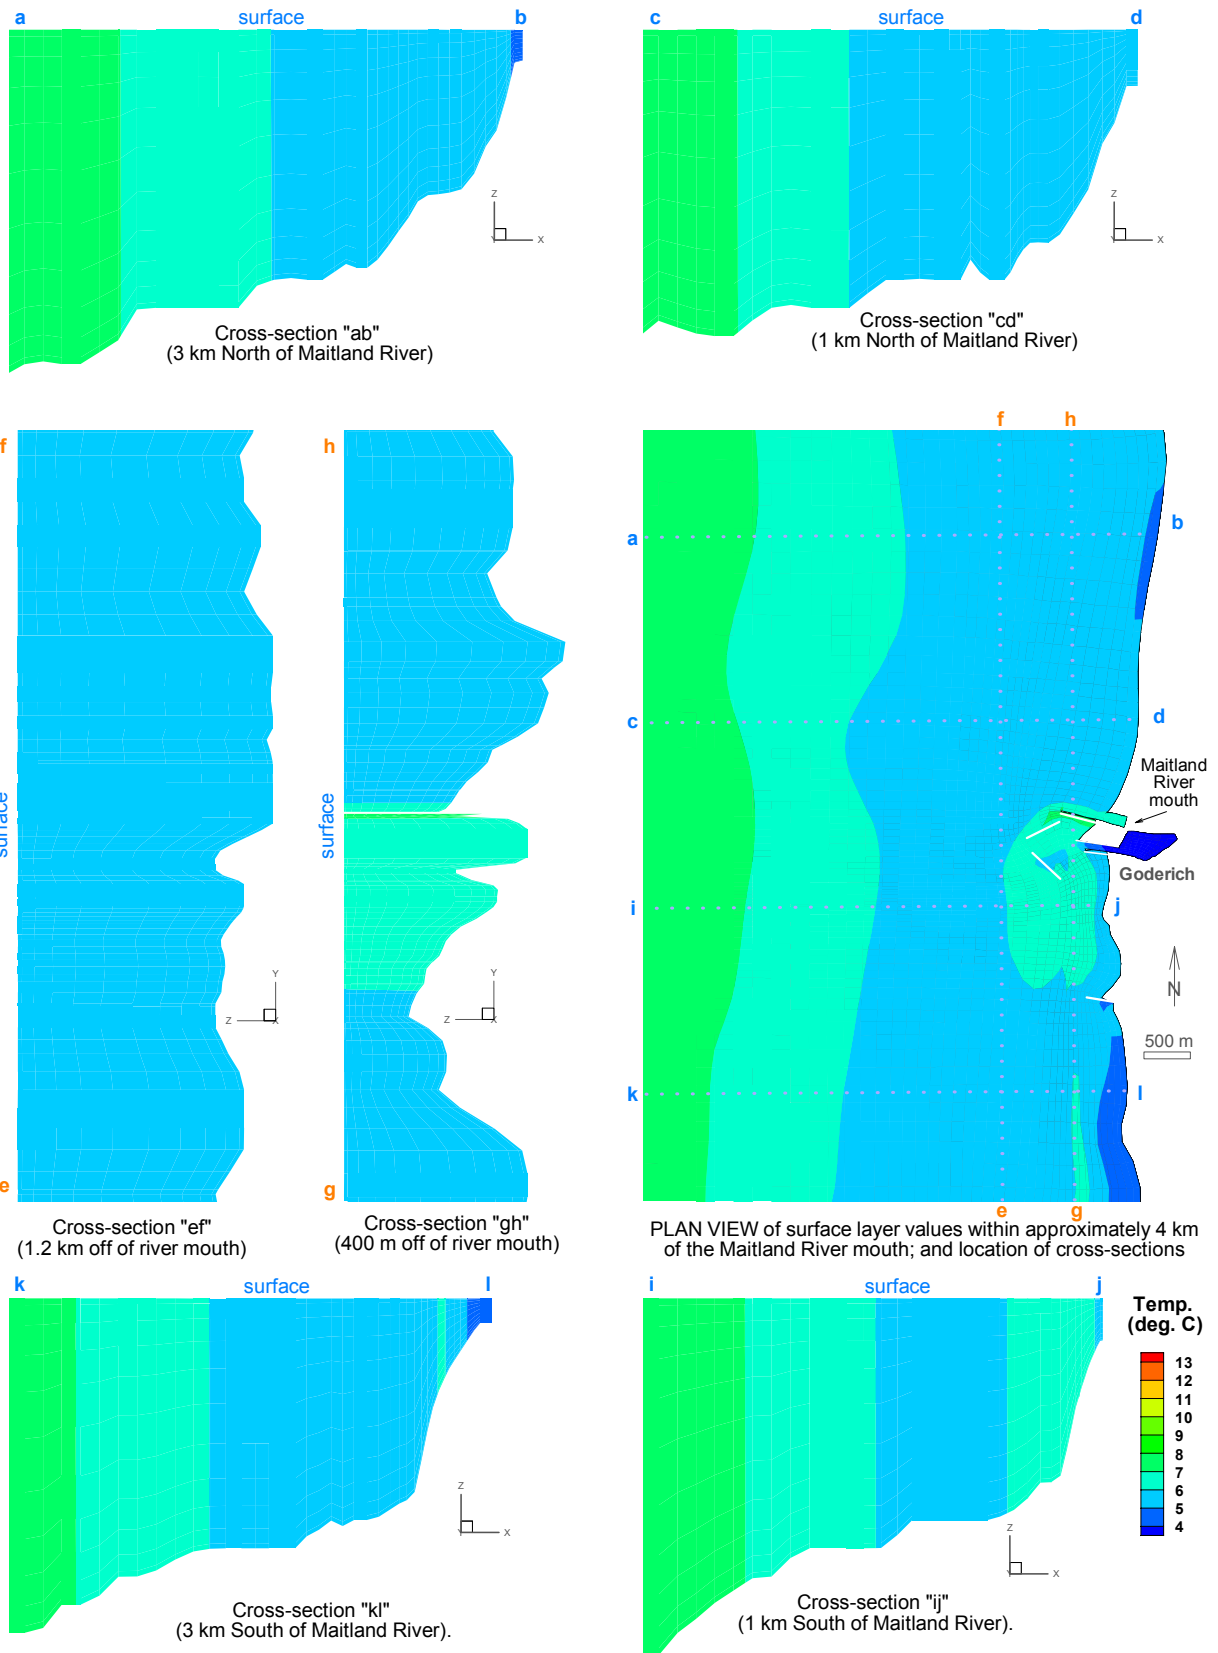 a surface b
c surface d
Z
X
Y
Z
X
Y
Cross-section "ab"
(3 km North of Maitland River)
Cross-section "cd"
(1 km North of Maitland River)
f
h
surface
e
Y
Z
X
surface
g
Y
Z
X
Cross-section "ef"
(1.2 km off of river mouth)
Cross-section "gh"
(400 m off of river mouth)
f h
a b
c d
Maitland
River
mouth
Goderich
i j
N
500 m
k l
e g
PLAN VIEW of surface layer values within approximately 4 km
of the Maitland River mouth; and location of cross-sections
k surface l
Z
Y X
Cross-section "kl"
(3 km South of Maitland River).
i surface j
Z
Y X
Cross-section "ij"
(1 km South of Maitland River).
Temp.
(deg. C)
13
12
11
10
9
8
7
6
5
4